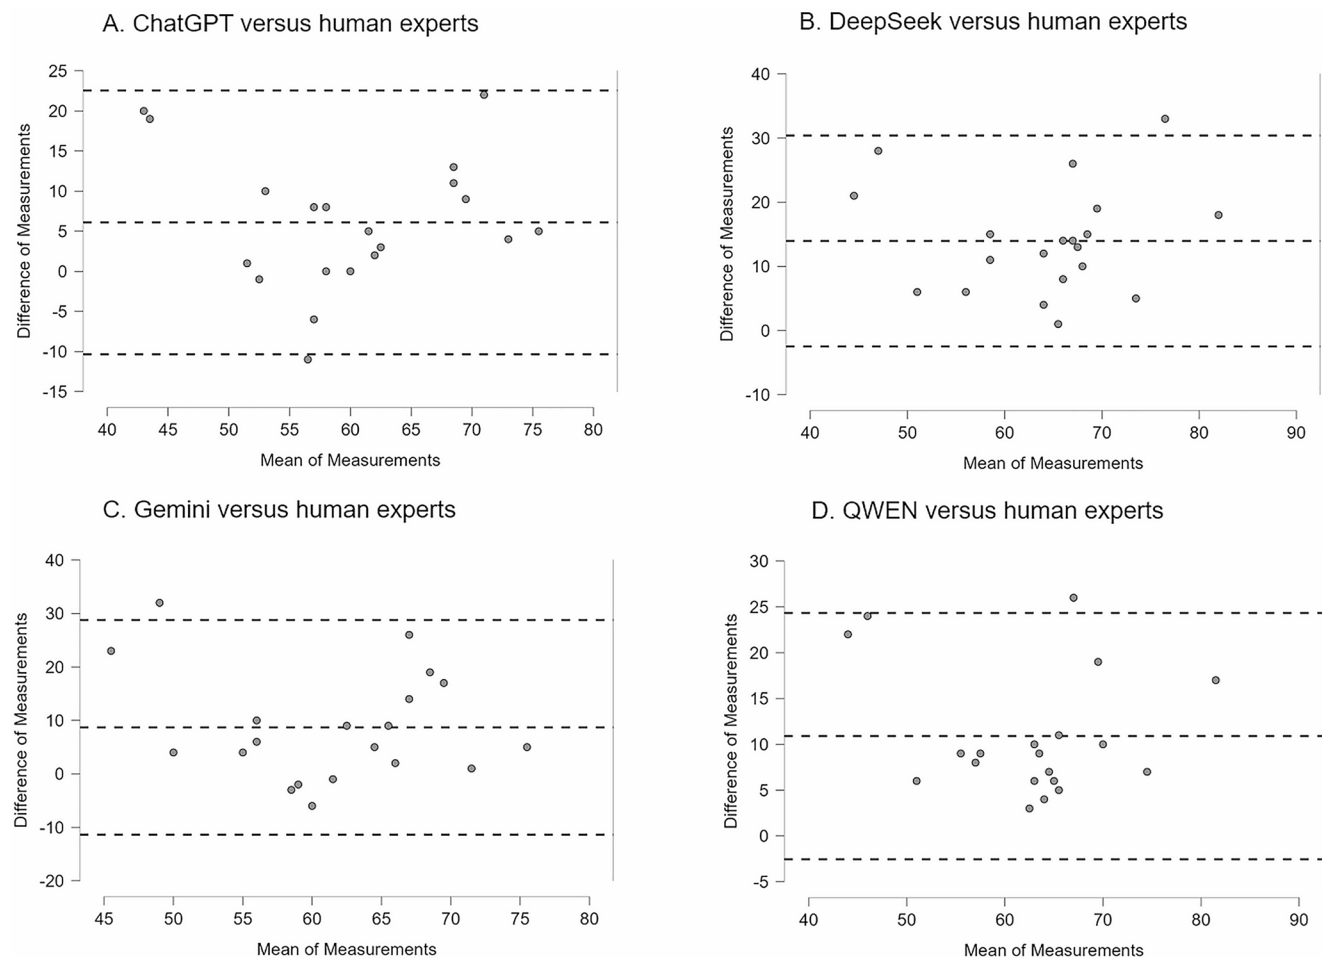 A. ChatGPT versus human experts
25
20
15
10
5
0
-5
-10
-15
Difference of Measurements
40 45 50 55 60 65 70 75 80
Mean of Measurements
B. DeepSeek versus human experts
40
30
20
10
0
-10
Difference of Measurements
40 50 60 70 80 90
Mean of Measurements
C. Gemini versus human experts
40
30
20
10
0
-10
-20
Difference of Measurements
45 50 55 60 65 70 75 80
Mean of Measurements
D. QWEN versus human experts
30
25
20
15
10
5
0
-5
Difference of Measurements
40 50 60 70 80 90
Mean of Measurements